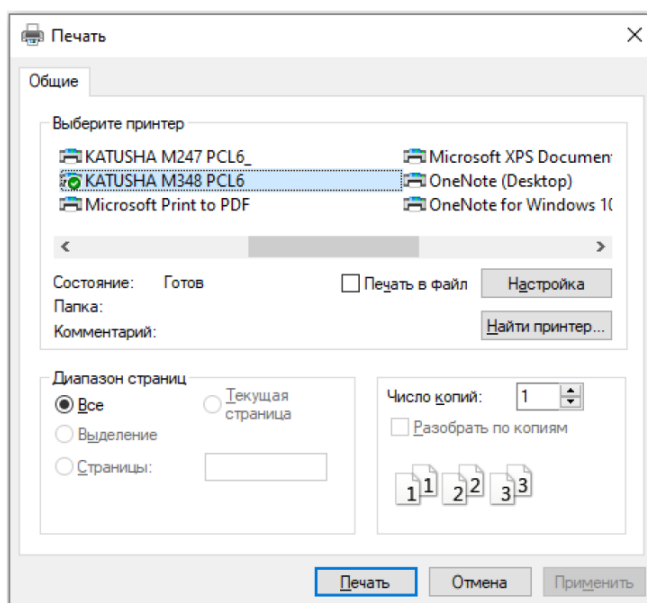 Печать
Общие
Выберите принтер
KATUSHA M247 PCL6_
Microsoft XPS Documen
KATUSHA M348 PCL6
OneNote (Desktop)
Microsoft Print to PDF
OneNote for Windows 10
Состояние: Готов
Печать в файл
Настройка
Папка:
Комментарий:
Найти принтер...
Диапазон страниц
Все
Текущая
страница
Выделение
Страницы:
Число копий: 1
Разобрать по копиям
1 1 2 2 3 3
Печать
Отмена
Применить